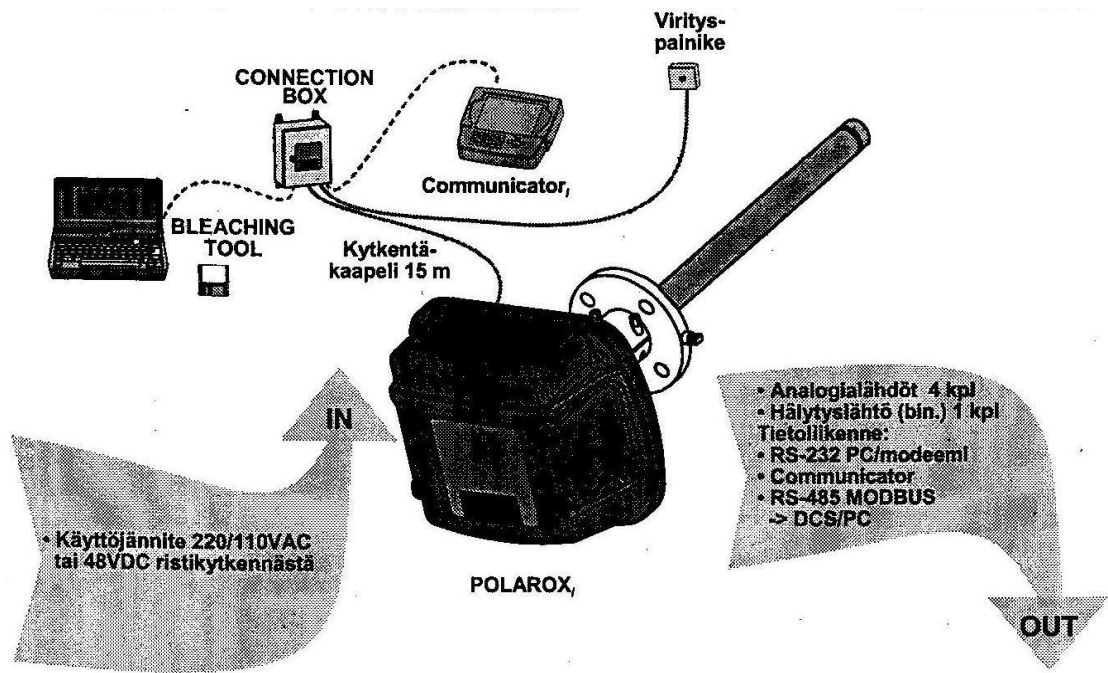 Viritys-
painike
CONNECTION
BOX
Communicator,
BLEACHING
TOOL
Kytkentä-
kaapeli 15 m
IN
• Käyttöjännite 220/110VAC
tai 48VDC ristikytkennästä
POLAROX,
• Analogialähdöt 4 kpl
• Hälytyslähtö (bin.) 1 kpl
Tietoliikenne:
• RS-232 PC/modeemi
• Communicator
• RS-485 MODBUS
-> DCS/PC
OUT